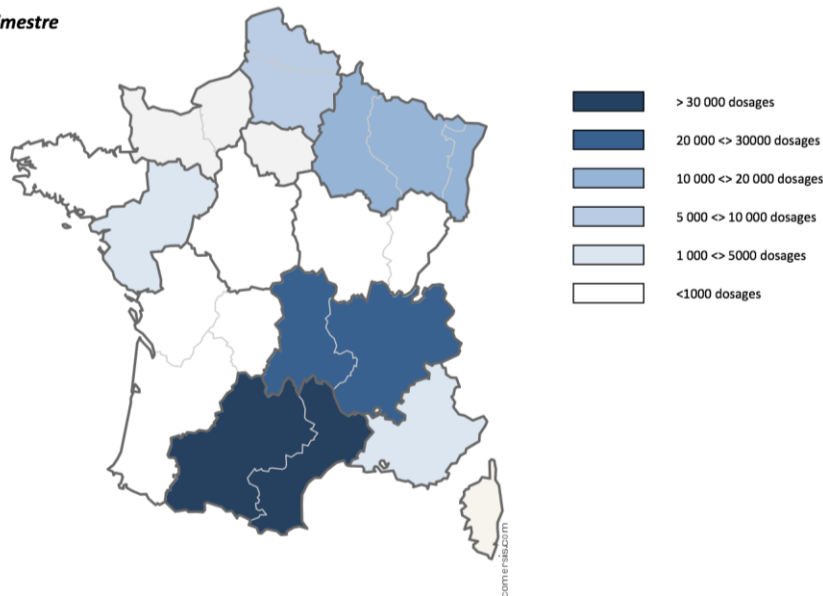 mestre
> 30 000 dosages
20 000 <> 30000 dosages
10 000 <> 20 000 dosages
5 000 <> 10 000 dosages
1 000 <> 5000 dosages
<1000 dosages
comersis.com